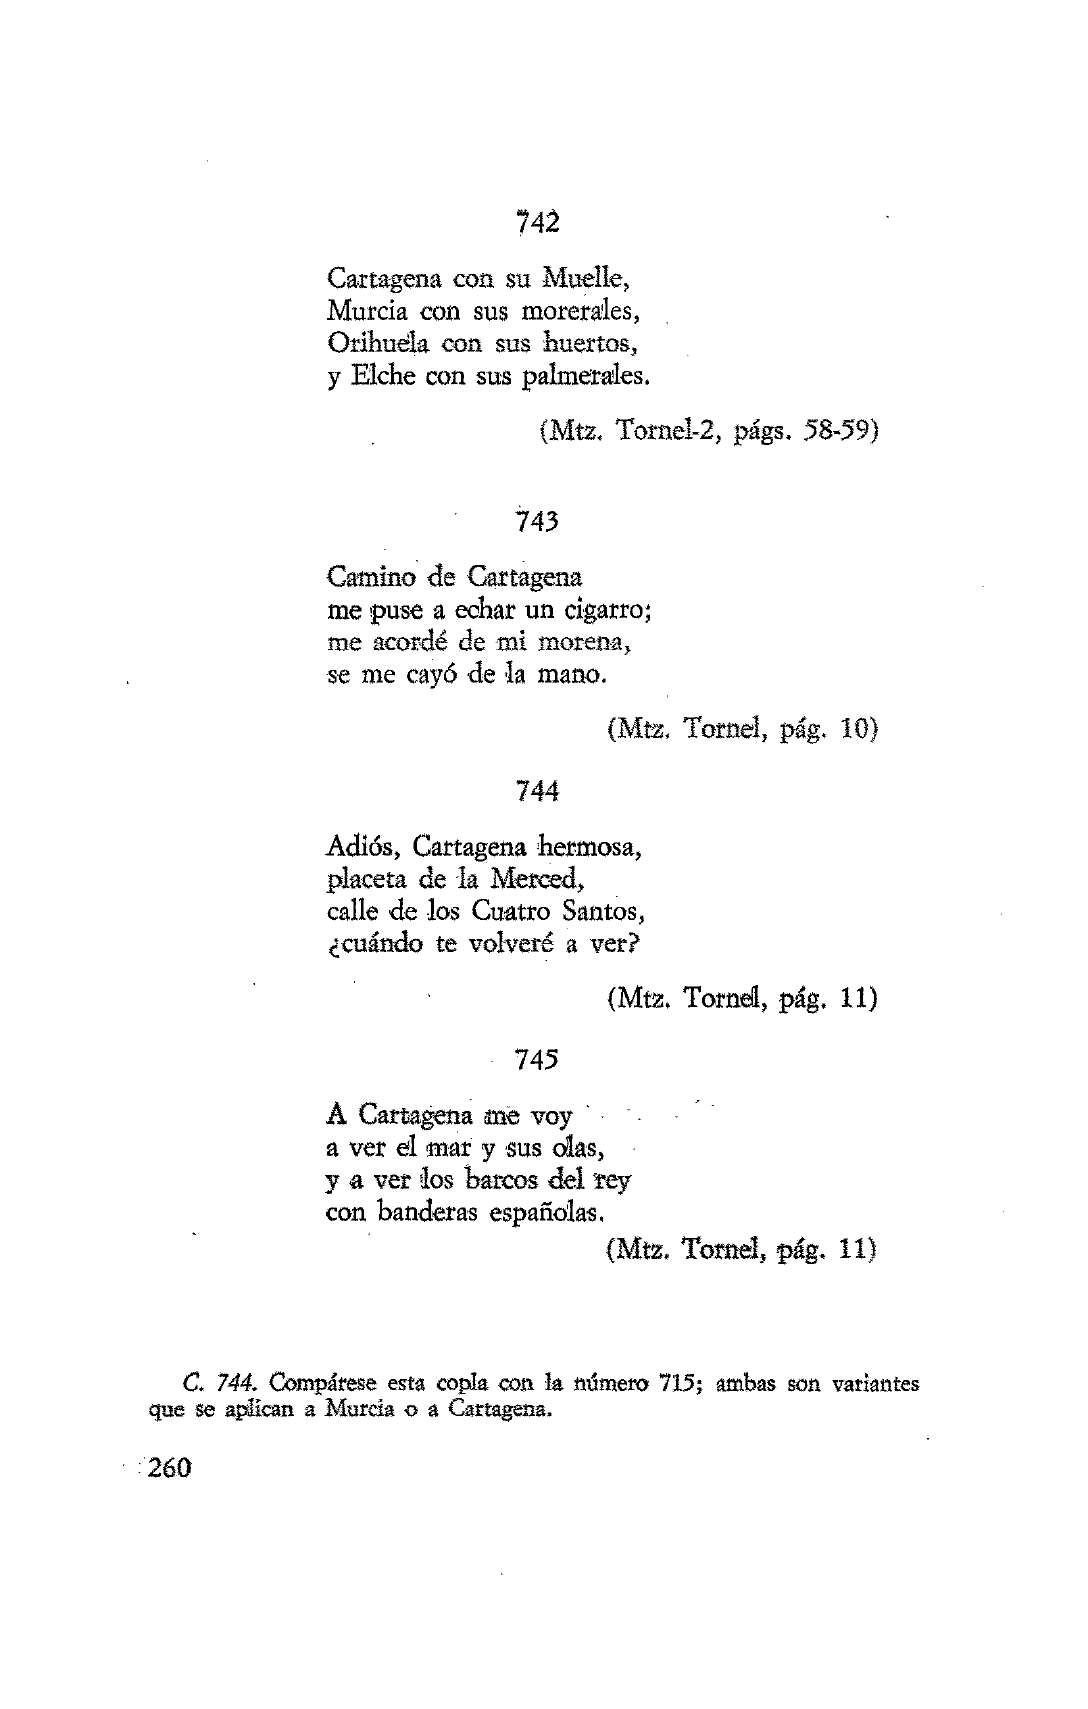 742
Cartagena con su Muelle,
Murcia con sus morerales,
Orihuela con sus huertos,
y Elche con sus palmerales.
(Mtz. Tornel-2, págs. 58-59)
743
Camino de Cartagena
me puse a echar un cigarro;
me acordé de mi morena,
se me cayó de la mano.
(Mtz. Tornel, pág. 10)
744
Adiós, Cartagena hermosa,
placeta de la Merced,
calle de los Cuatro Santos,
¿cuándo te volveré a ver?
(Mtz. Tornel, pág. 11)
745
A Cartagena me voy
a ver el mar y sus olas,
y a ver los barcos del rey
con banderas españolas.
(Mtz. Tornel, pág. 11)
C. 744. Compárese esta copla con la número 715; ambas son variantes
que se aplican a Murcia o a Cartagena.
260